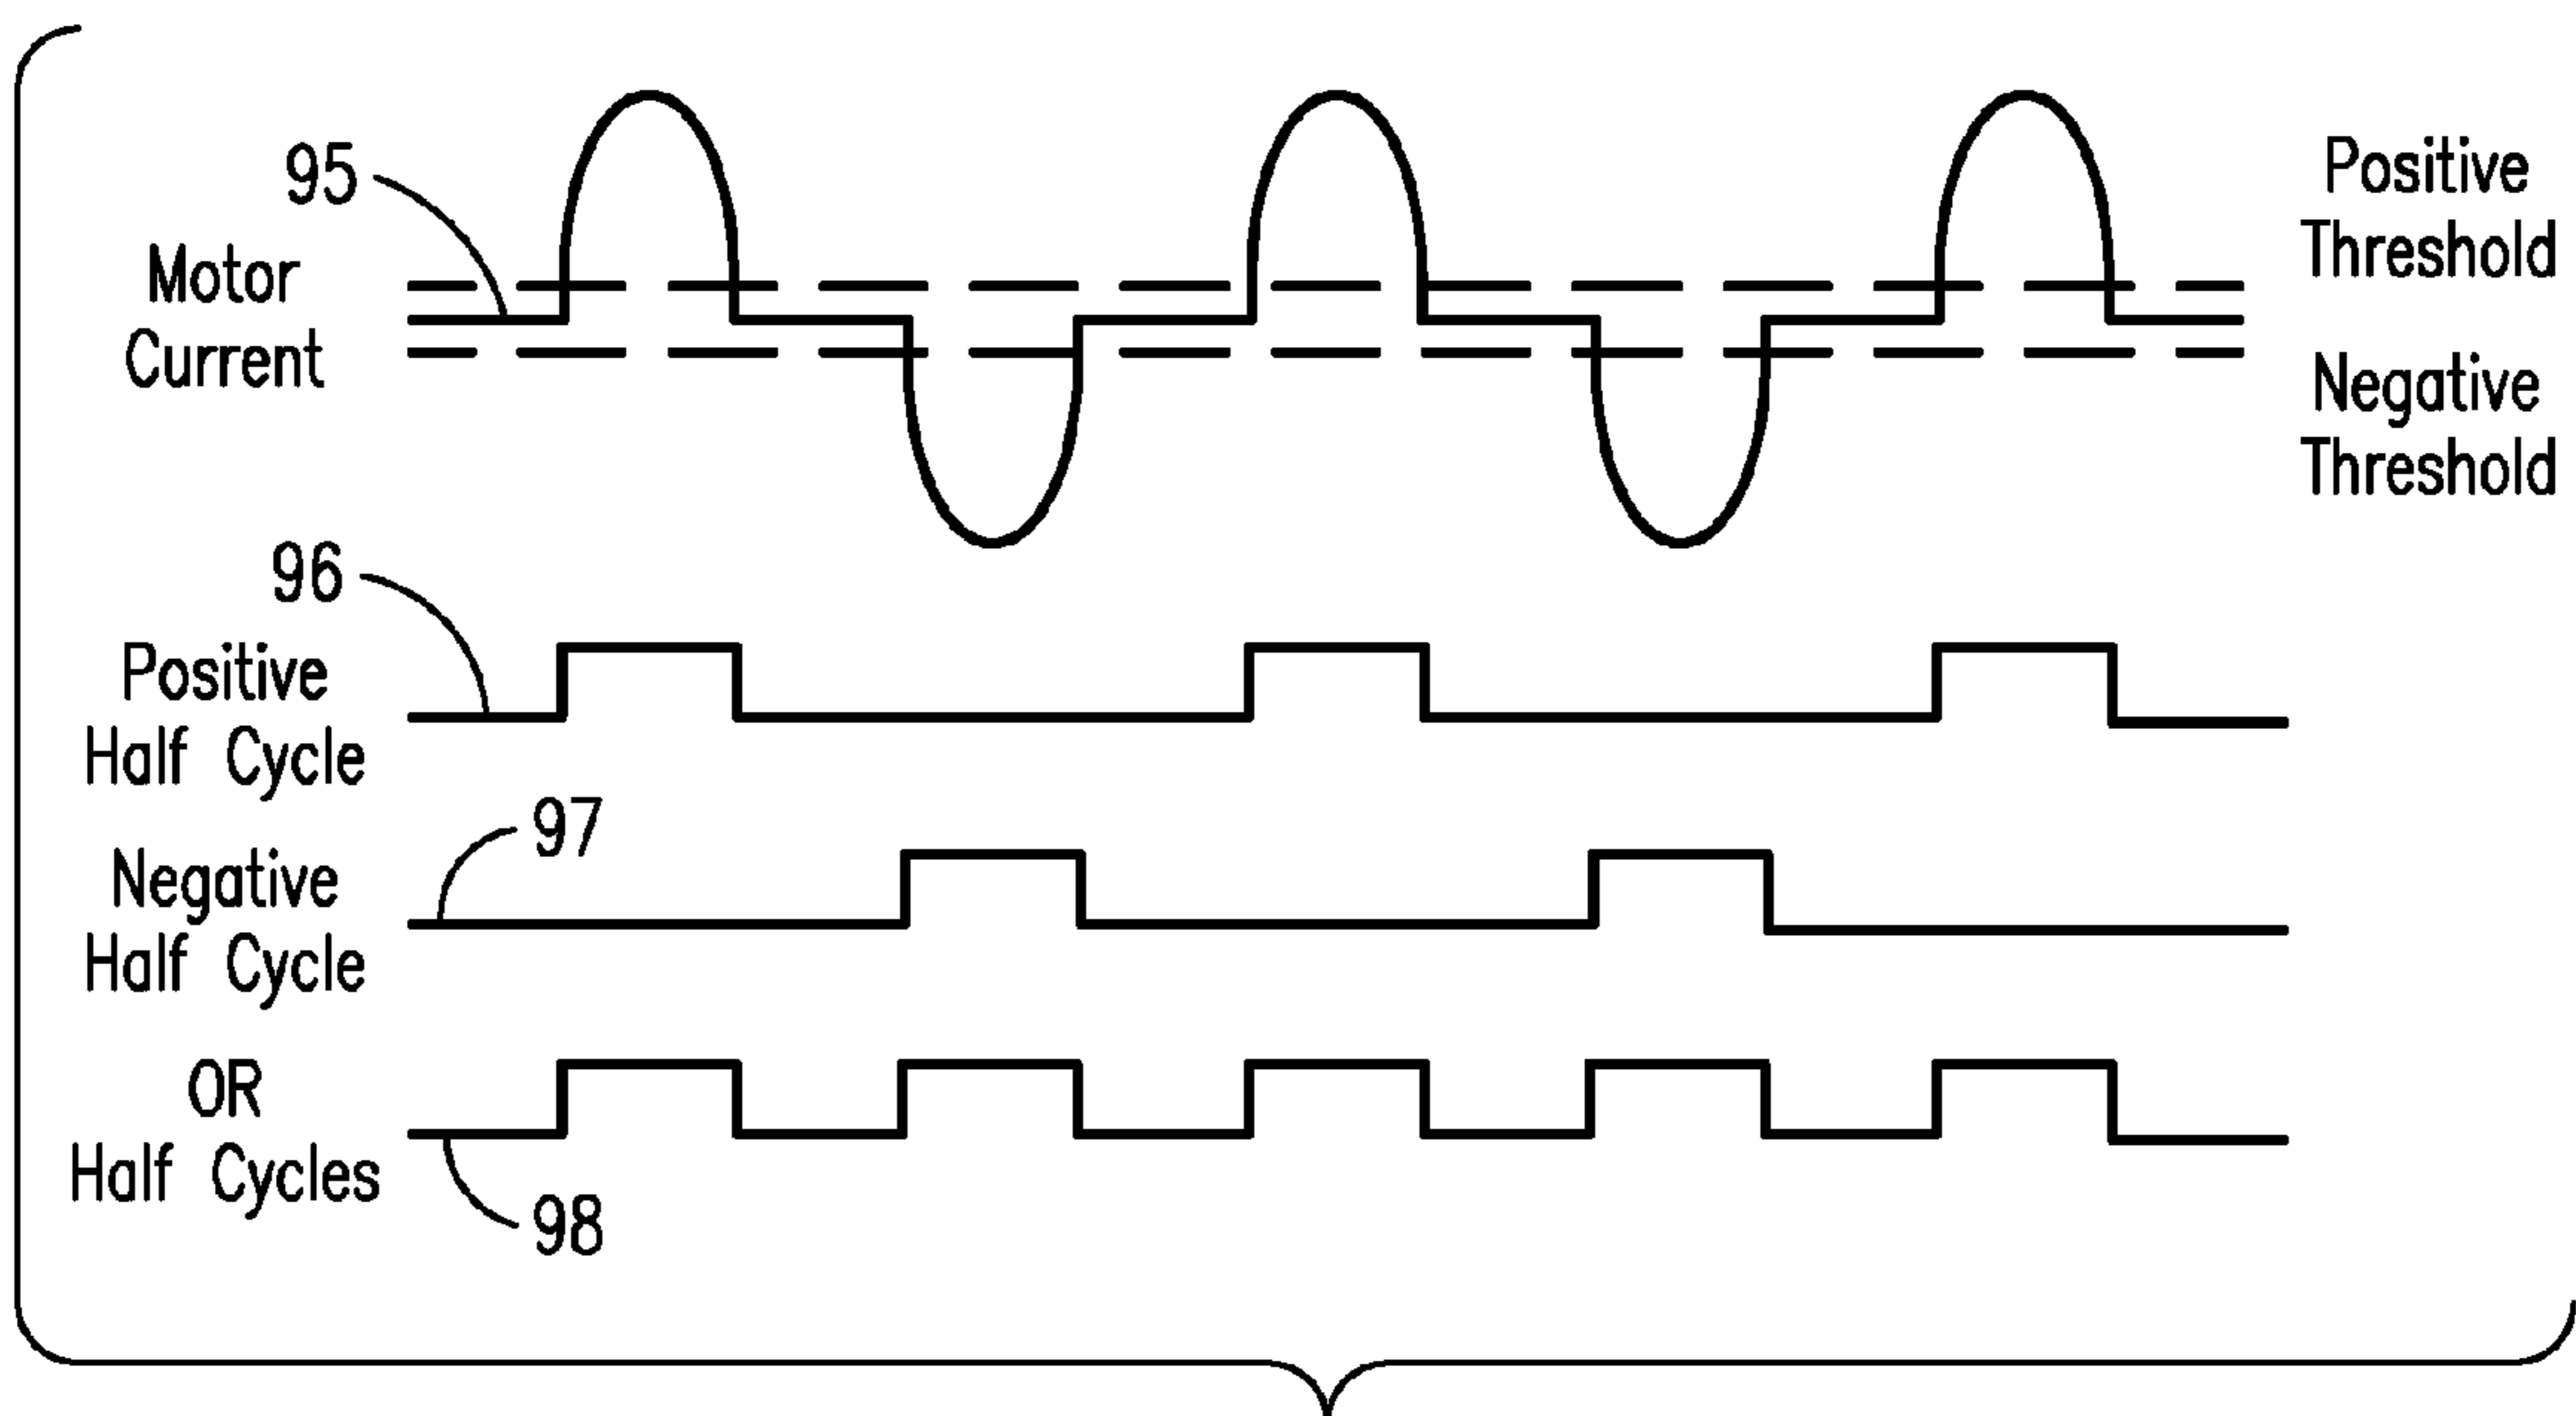 95
Motor
Current
Positive
Threshold
Negative
Threshold
96
Positive
Half Cycle
97
Negative
Half Cycle
OR
Half Cycles
98